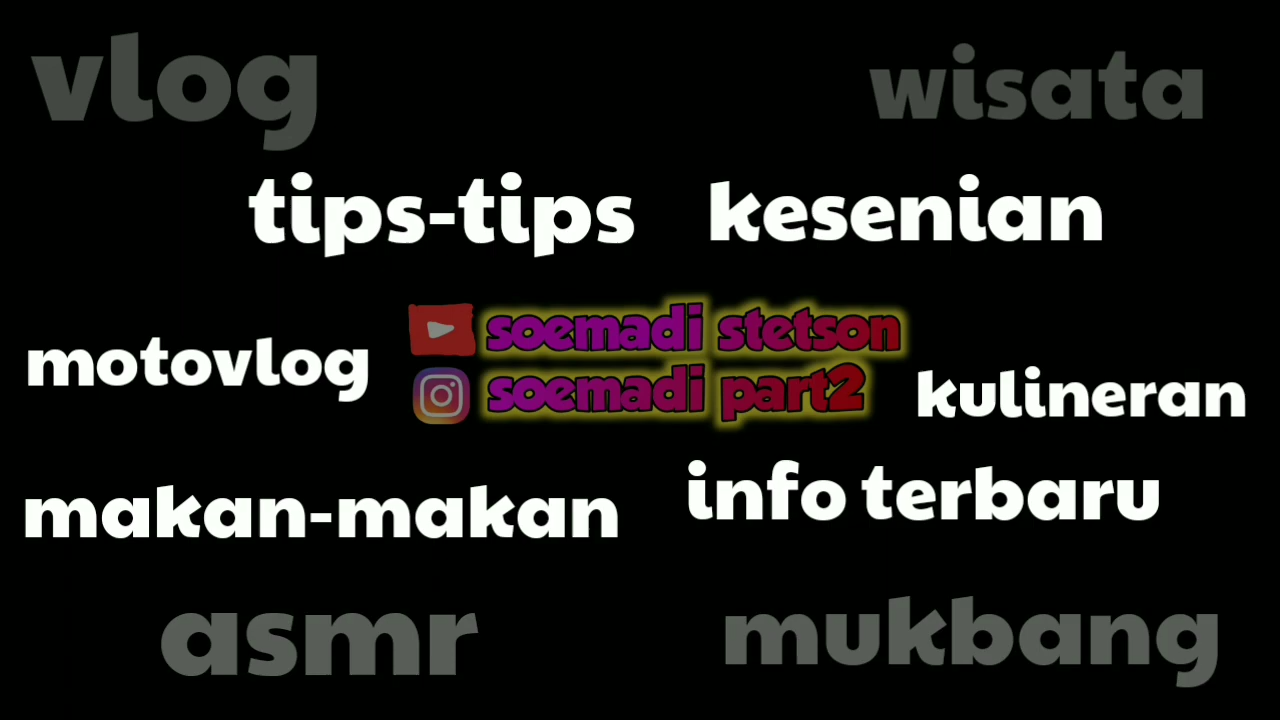 vlog
wisata
tips-tips
kesenian
soemadi stetson
motovlog
soemadi part2
kulineran
makan-makan
info terbaru
asmr
mukbang